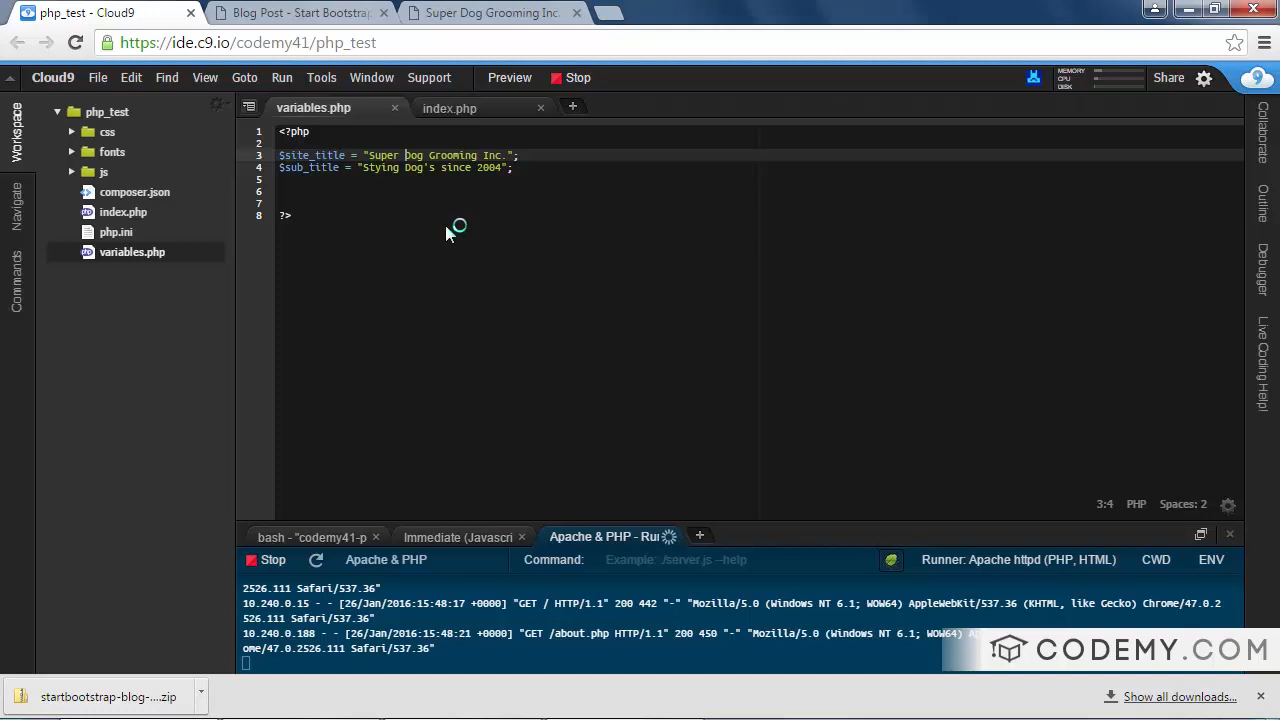 php_test - Cloud9
Blog Post - Start Bootstrap
Super Dog Grooming Inc.
https://ide.c9.io/codemy41/php_test
Cloud9 File Edit Find View Goto Run Tools Window Support Preview Stop MEMORY CPU DISK Share
Workspace
Navigate
Commands
php_test
css
fonts
js
composer.json
index.php
php.ini
variables.php
variables.php index.php
1 <?php
2
3 $site_title = "Super Dog Grooming Inc.";
4 $sub_title = "Stying Dog's since 2004";
5
6
7
8 ?>
3:4 PHP Spaces: 2
Collaborate
Outline
Debugger
Live Coding Help!
bash - "codemy41-p Immediate (Javascri Apache & PHP - Ru
Stop Apache & PHP Command: Example: ./server.js --help Runner: Apache httpd (PHP, HTML) CWD ENV
2526.111 Safari/537.36"
10.240.0.15 - - [26/Jan/2016:15:48:17 +0000] "GET / HTTP/1.1" 200 442 "-" "Mozilla/5.0 (Windows NT 6.1; WOW64) AppleWebKit/537.36 (KHTML, like Gecko) Chrome/47.0.2
526.111 Safari/537.36"
10.240.0.188 - - [26/Jan/2016:15:48:21 +0000] "GET /about.php HTTP/1.1" 200 450 "-" "Mozilla/5.0 (Windows NT 6.1; WOW64) Ap
ome/47.0.2526.111 Safari/537.36"
CODEMY.COM
startbootstrap-blog-....zip
Show all downloads...